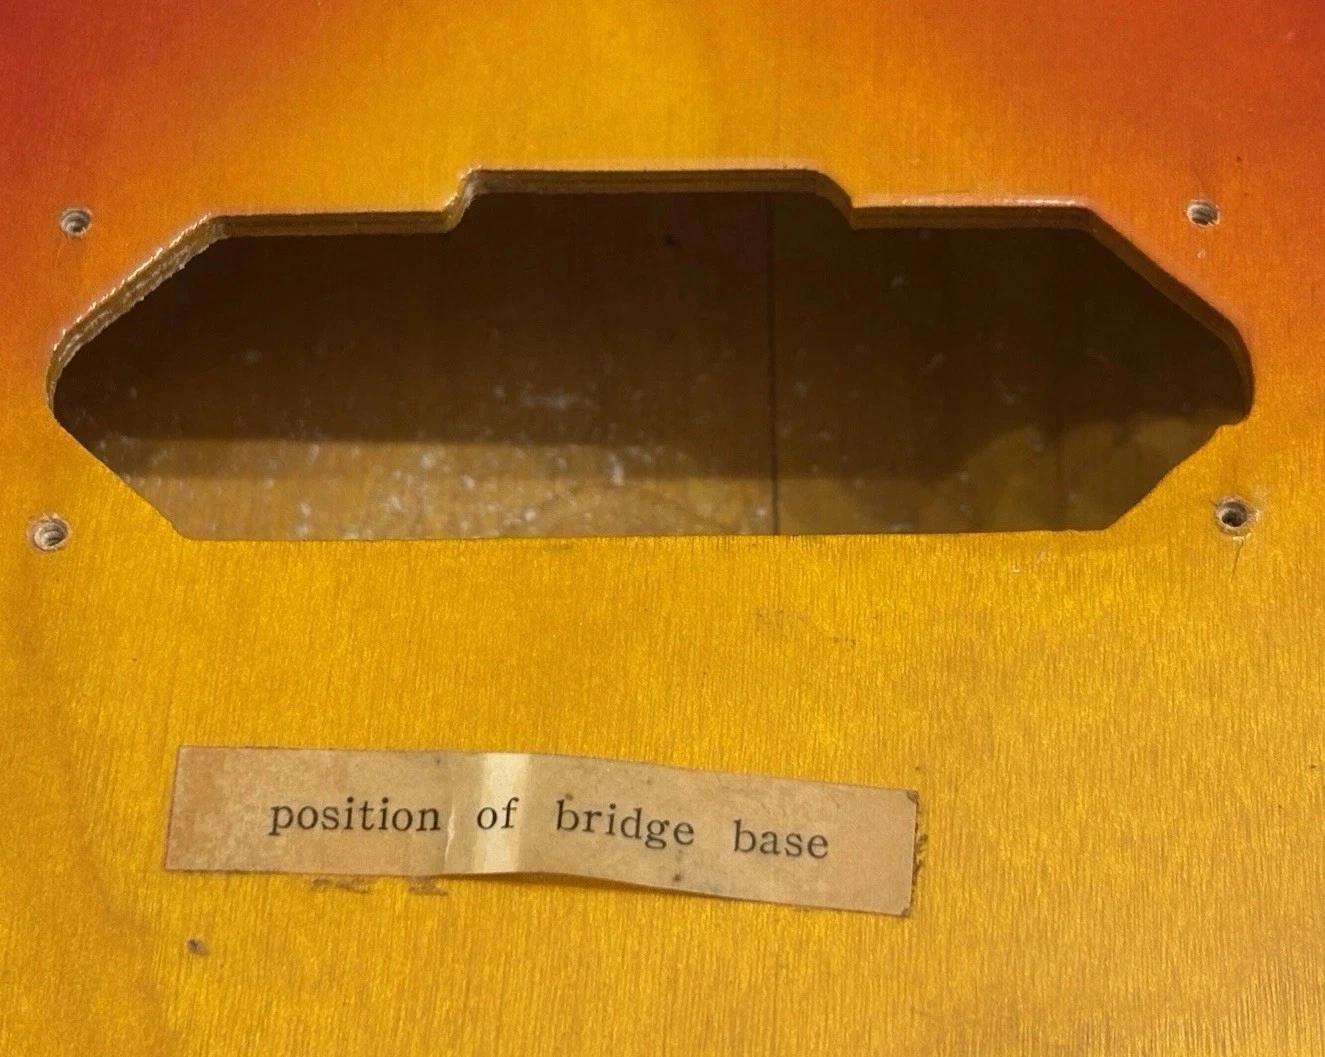 position of bridge base